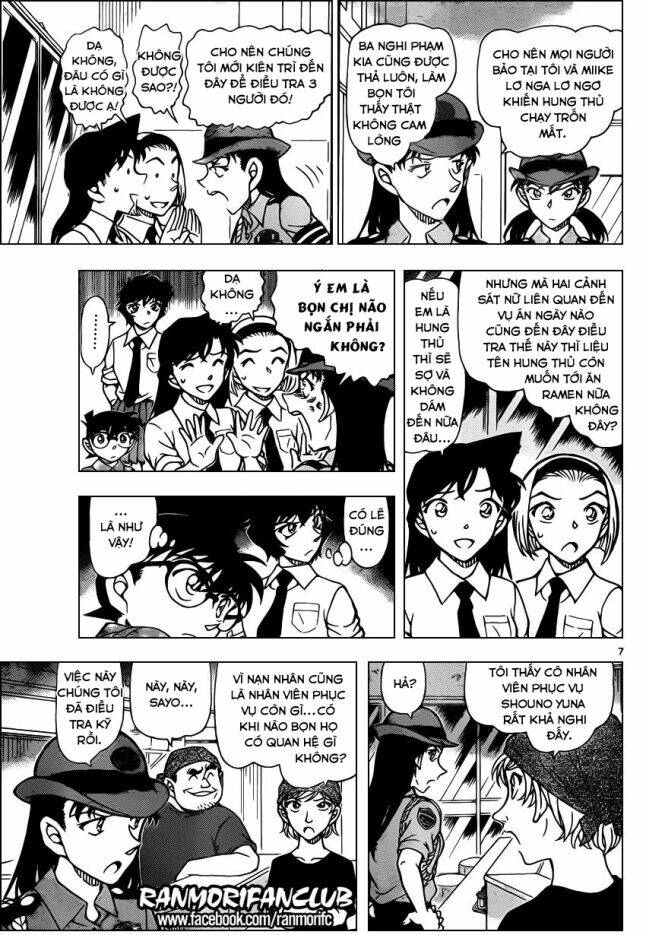 CHO NÊN MỌI NGƯỜI
BẢO TẠI TÔI VÀ MIIKE
LƠ NGA LƠ NGƠ
KHIẾN HUNG THỦ
CHẠY TRỐN
MẤT.
BA NGHI PHẠM
KIA CŨNG ĐƯỢC
THẢ LUÔN, LÀM
BỌN TÔI
THẤY THẬT
KHÔNG CAM
LÒNG
CHO NÊN CHÚNG
TÔI MỚI KIÊN TRÌ ĐẾN
ĐÂY ĐỂ ĐIỀU TRA 3
NGƯỜI ĐÓ!
KHÔNG
ĐƯỢC
SAO?!
DẠ
KHÔNG,
ĐÂU CÓ GÌ
LÀ KHÔNG
ĐƯỢC Ạ!
NHƯNG MÀ HAI CẢNH
SÁT NỮ LIÊN QUAN ĐẾN
VỤ ÁN NGÀY NÀO
CŨNG ĐẾN ĐÂY ĐIỀU
TRA THẾ NÀY THÌ LIỆU
TÊN HUNG THỦ CÒN
MUỐN TỚI ĂN
RAMEN NỮA
KHÔNG ĐÂY?
NẾU
EM LÀ
HUNG
THỦ
THÌ SẼ
SỢ VÀ
KHÔNG
DÁM
ĐẾN NỮA
ĐÂU...
Ý EM LÀ
BỌN CHỊ NÃO
NGẮN PHẢI
KHÔNG?
DẠ
KHÔNG
...
......
CÓ LẼ
ĐÚNG
...
...
LÀ NHƯ
VẬY!
7
TÔI THẤY CÔ NHÂN
VIÊN PHỤC VỤ
SHOUNO YUNA
RẤT KHẢ NGHI
ĐẤY.
HẢ?
VÌ NẠN NHÂN CŨNG
LÀ NHÂN VIÊN PHỤC
VỤ CÒN GÌ...CÓ
KHI NÀO BỌN HỌ
CÓ QUAN HỆ GÌ
KHÔNG?
NÀY, NÀY,
SAYO...
VIỆC NÀY
CHÚNG TÔI
ĐÃ ĐIỀU
TRA KỸ
RỒI.
RANMORIFANCLUB
www.facebook.com/ranmorifc